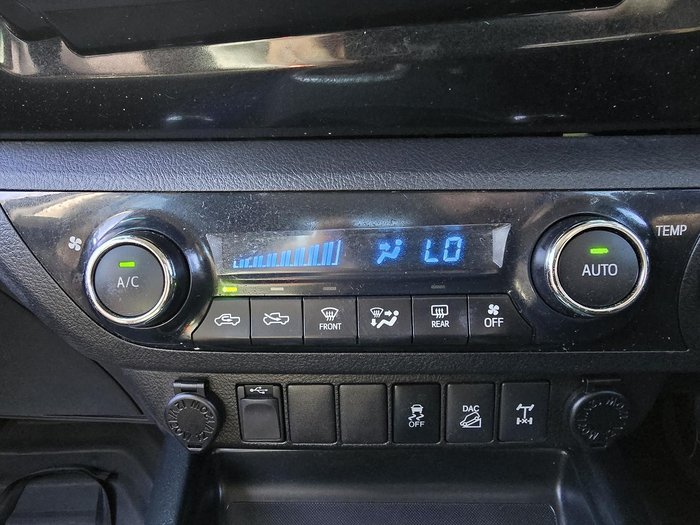 LO
TEMP
A/C
AUTO
FRONT
REAR
OFF
OFF
DAC